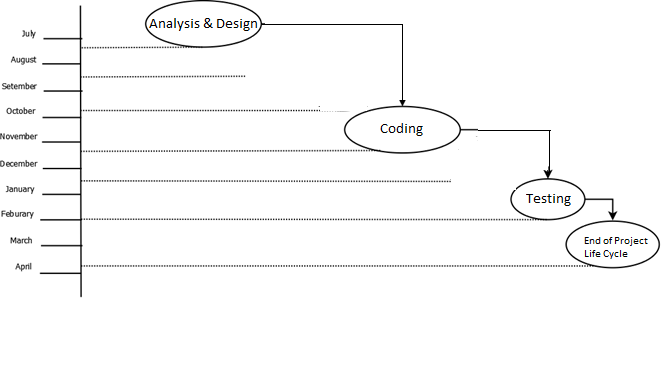 July
Analysis & Design
August
Setember
October
November
Coding
December
January
Testing
Feburary
March
End of Project
Life Cycle
April